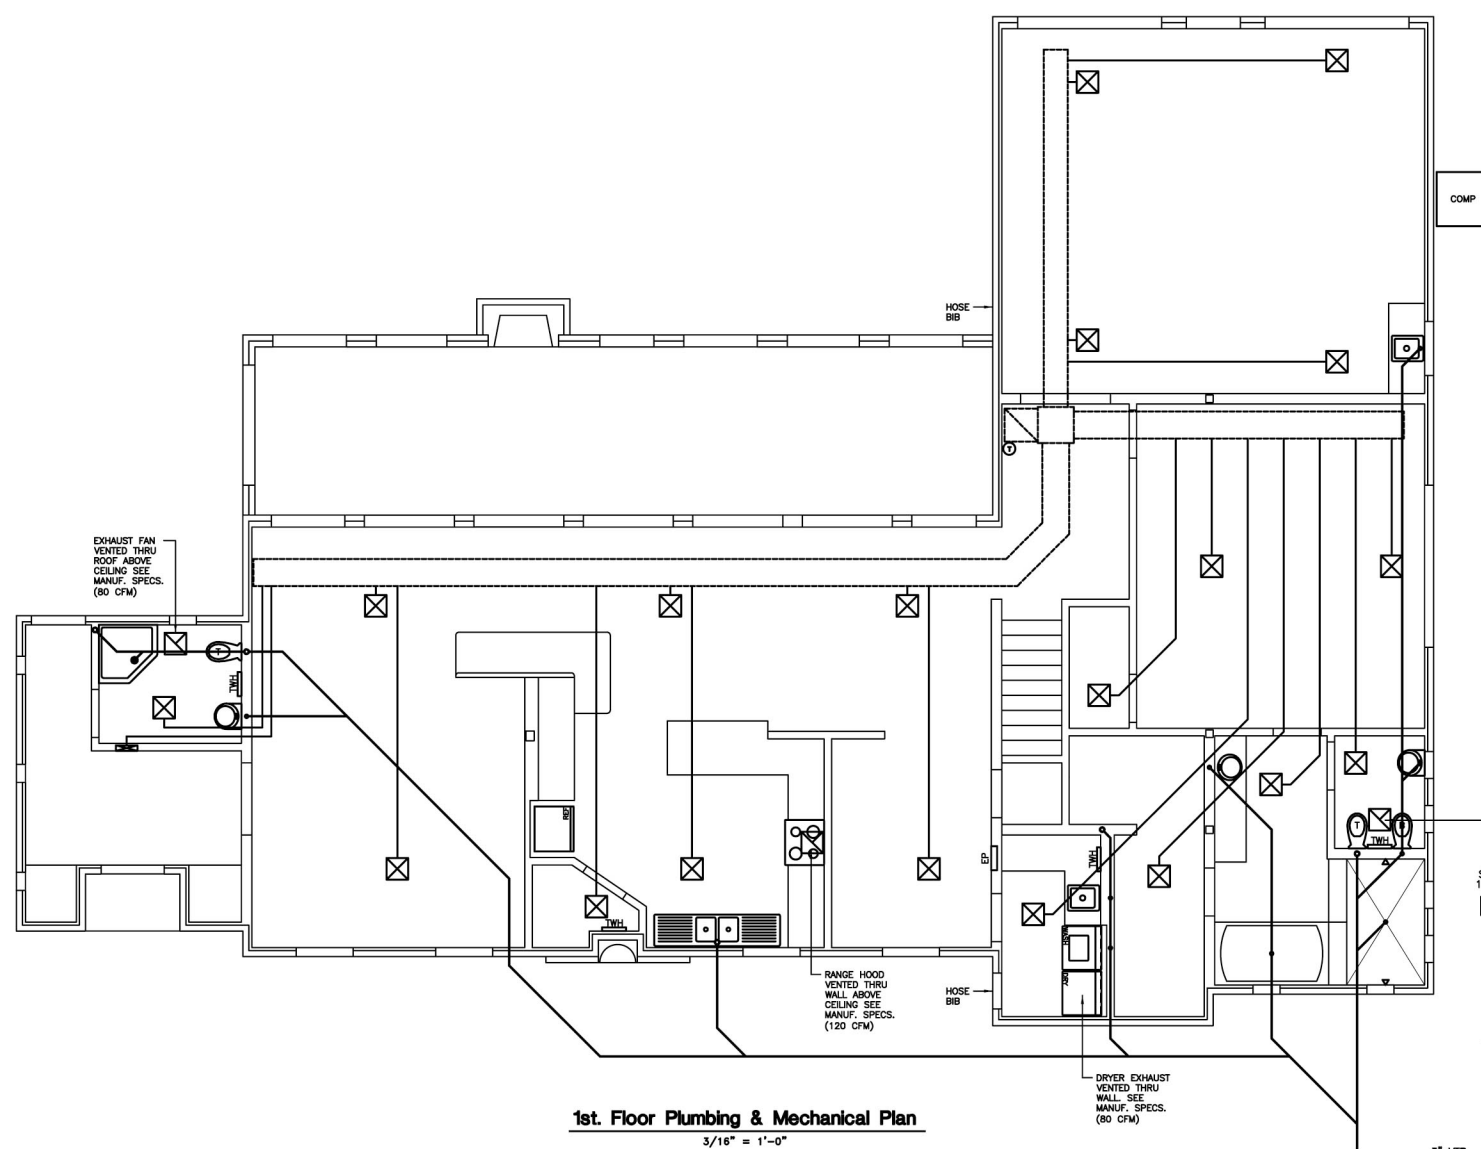 COMP
HOSE
BIB
T
EXHAUST FAN
VENTED THRU
ROOF ABOVE
CEILING SEE
MANUF. SPECS.
(80 CFM)
T
TWH
REF
EP
TWH
T
B
TWH
TWH
WASH
DRY
RANGE HOOD
VENTED THRU
WALL ABOVE
CEILING SEE
MANUF. SPECS.
(120 CFM)
HOSE
BIB
DRYER EXHAUST
VENTED THRU
WALL. SEE
MANUF. SPECS.
(80 CFM)
1st. Floor Plumbing & Mechanical Plan
3/16" = 1'-0"